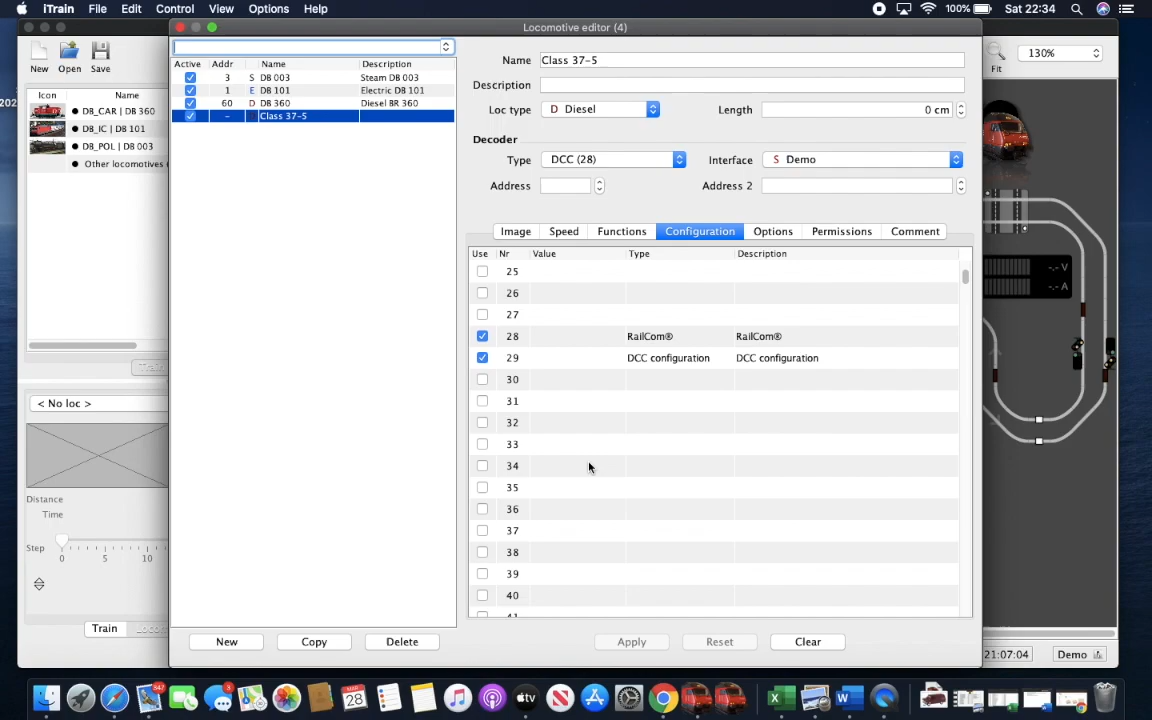 iTrain File Edit Control View Options Help 100% Sat 22:34
Locomotive editor (4)
New Open Save
Fit 130%
Icon Name
DB_CAR | DB 360
DB_IC | DB 101
DB_POL | DB 003
Other locomotives
< No loc >
Distance
Time
Step
0 5 10
Train
Active Addr Name Description
3 S DB 003 Steam DB 003
1 E DB 101 Electric DB 101
60 D DB 360 Diesel BR 360
- Class 37-5
New Copy Delete
Name Class 37-5
Description
Loc type D Diesel Length 0 cm
Decoder
Type DCC (28) Interface S Demo
Address Address 2
Image Speed Functions Configuration Options Permissions Comment
Use Nr Value Type Description
25
26
27
28 RailCom® RailCom®
29 DCC configuration DCC configuration
30
31
32
33
34
35
36
37
38
39
40
41
Apply Reset Clear
-.- V
-.- A
21:07:04 Demo
347
3
MAR
28